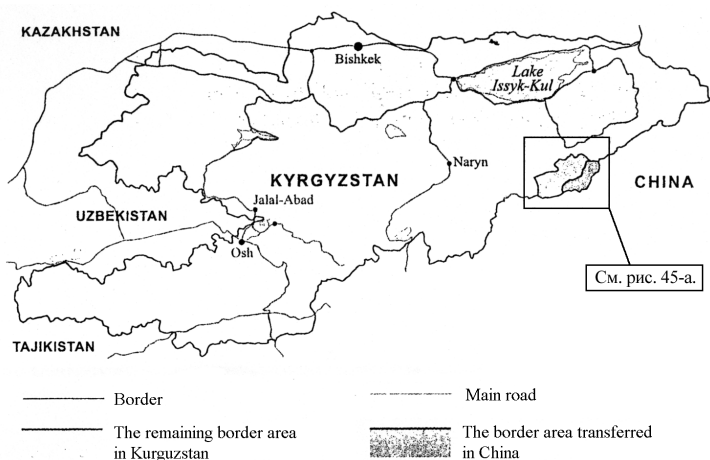 KAZAKHSTAN
Bishkek
Lake
Issyk-Kul
Naryn
KYRGYZSTAN
CHINA
Jalal-Abad
UZBEKISTAN
Osh
См. рис. 45-а.
TAJIKISTAN
Border
Main road
The remaining border area
in Kurguzstan
The border area transferred
in China